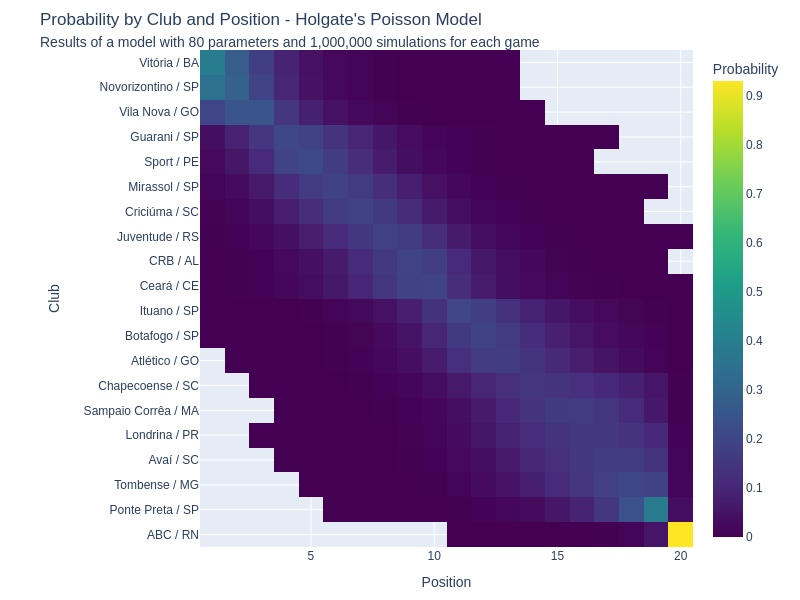 Probability by Club and Position - Holgate's Poisson Model
Results of a model with 80 parameters and 1,000,000 simulations for each game
Probability
Vitória / BA
Novorizontino / SP
Vila Nova / GO
Guarani / SP
Sport / PE
Mirassol / SP
Criciúma / SC
Juventude / RS
CRB / AL
Ceará / CE
Ituano / SP
Botafogo / SP
Atlético / GO
Chapecoense / SC
Sampaio Corrêa / MA
Londrina / PR
Avaí / SC
Tombense / MG
Ponte Preta / SP
ABC / RN
Club
5
10
15
20
Position
0.9
0.8
0.7
0.6
0.5
0.4
0.3
0.2
0.1
0